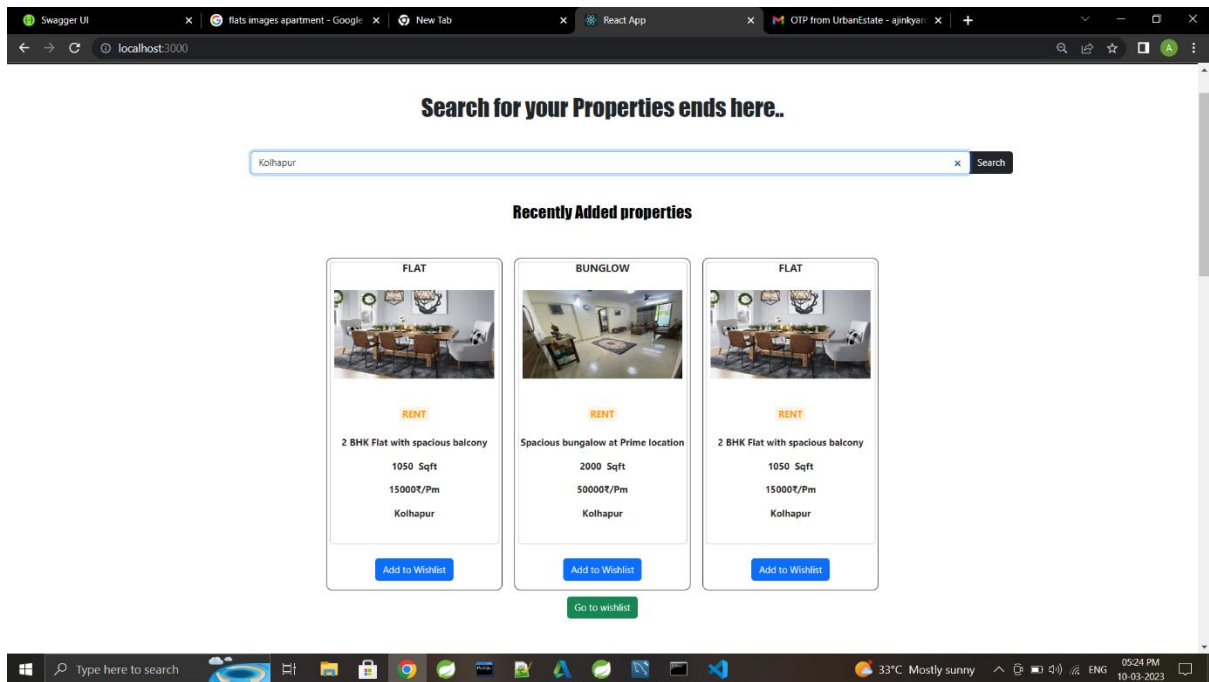 Swagger UI
flats images apartment - Google
New Tab
React App
OTP from UrbanEstate - ajinkyan
localhost:3000
A
Search for your Properties ends here..
Kolhapur
Search
Recently Added properties
FLAT
RENT
2 BHK Flat with spacious balcony
1050 Sqft
15000₹/Pm
Kolhapur
Add to Wishlist
BUNGLOW
RENT
Spacious bungalow at Prime location
2000 Sqft
50000₹/Pm
Kolhapur
Add to Wishlist
FLAT
RENT
2 BHK Flat with spacious balcony
1050 Sqft
15000₹/Pm
Kolhapur
Add to Wishlist
Go to wishlist
Type here to search
33°C Mostly sunny
ENG
05:24 PM
10-03-2023